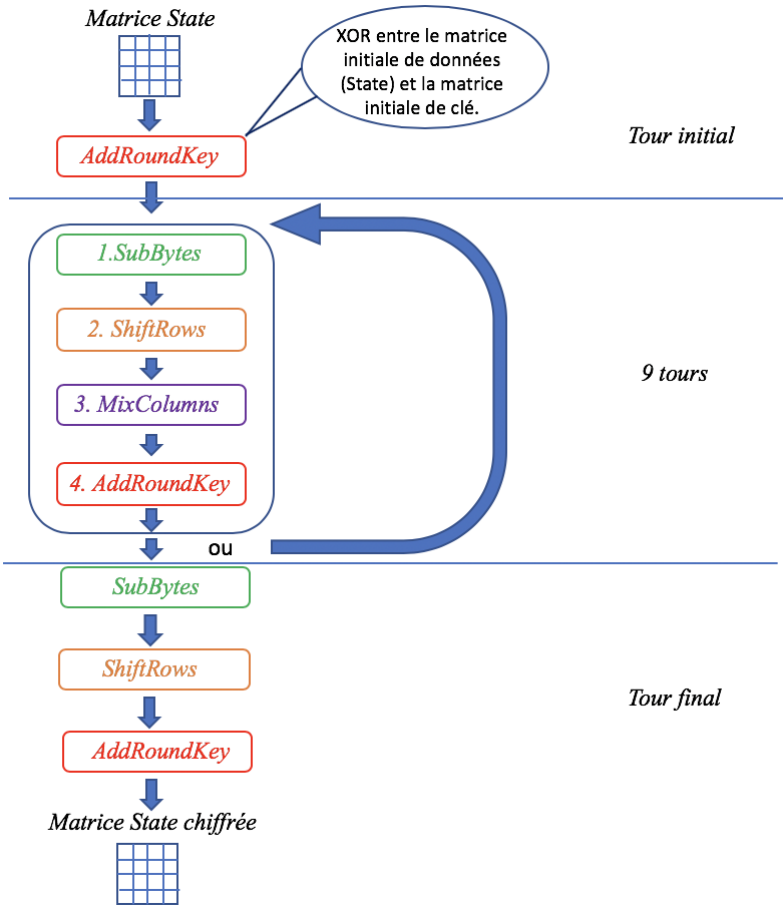 Matrice State
XOR entre le matrice
initiale de données
(State) et la matrice
initiale de clé.
Tour initial
AddRoundKey
1.SubBytes
2. ShiftRows
9 tours
3. MixColumns
4. AddRoundKey
ou
SubBytes
ShiftRows
Tour final
AddRoundKey
Matrice State chiffrée